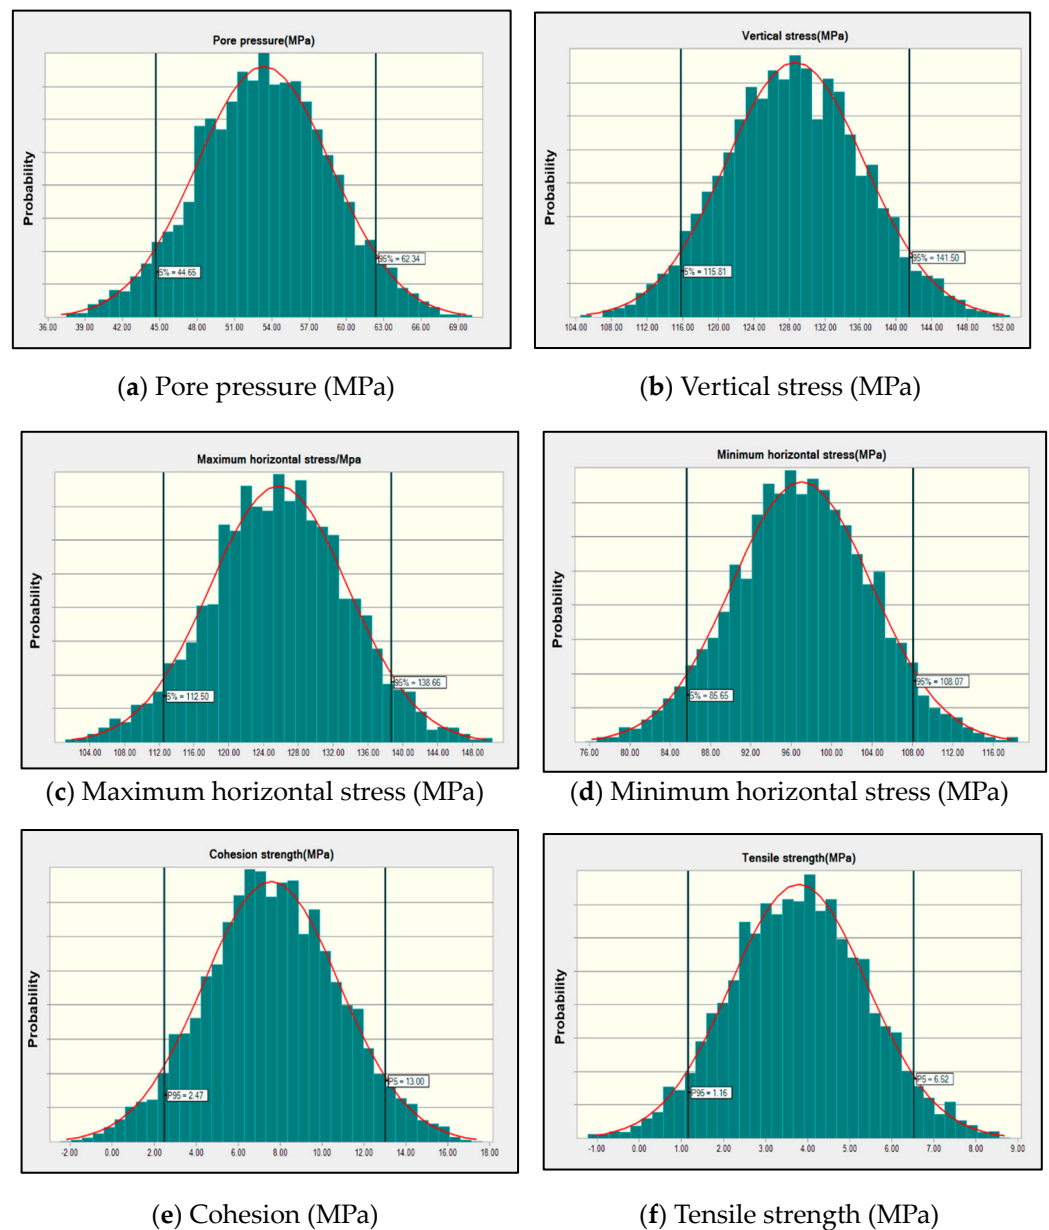 Pore pressure(MPa)
Probability
5% = 44.65
95% = 62.34
36.00 39.00 42.00 45.00 48.00 51.00 54.00 57.00 60.00 63.00 66.00 69.00
(a) Pore pressure (MPa)
Vertical stress(MPa)
Probability
5% = 115.81
95% = 141.50
104.00 108.00 112.00 116.00 120.00 124.00 128.00 132.00 136.00 140.00 144.00 148.00 152.00
(b) Vertical stress (MPa)
Maximum horizontal stress/Mpa
Probability
5% = 112.50
95% = 138.66
104.00 108.00 112.00 116.00 120.00 124.00 128.00 132.00 136.00 140.00 144.00 148.00
(c) Maximum horizontal stress (MPa)
Minimum horizontal stress(MPa)
Probability
5% = 85.65
95% = 108.07
76.00 80.00 84.00 88.00 92.00 96.00 100.00 104.00 108.00 112.00 116.00
(d) Minimum horizontal stress (MPa)
Cohesion strength(MPa)
Probability
P95 = 2.47
P5 = 13.00
-2.00 0.00 2.00 4.00 6.00 8.00 10.00 12.00 14.00 16.00 18.00
(e) Cohesion (MPa)
Tensile strength(MPa)
Probability
P95 = 1.16
P5 = 6.52
-1.00 0.00 1.00 2.00 3.00 4.00 5.00 6.00 7.00 8.00 9.00
(f) Tensile strength (MPa)